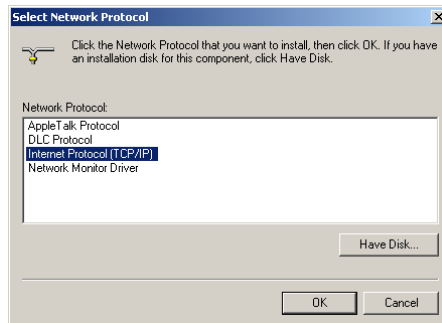 Select Network Protocol
Click the Network Protocol that you want to install, then click OK. If you have
an installation disk for this component, click Have Disk.
Network Protocol:
AppleTalk Protocol
DLC Protocol
Internet Protocol (TCP/IP)
Network Monitor Driver
Have Disk...
OK
Cancel